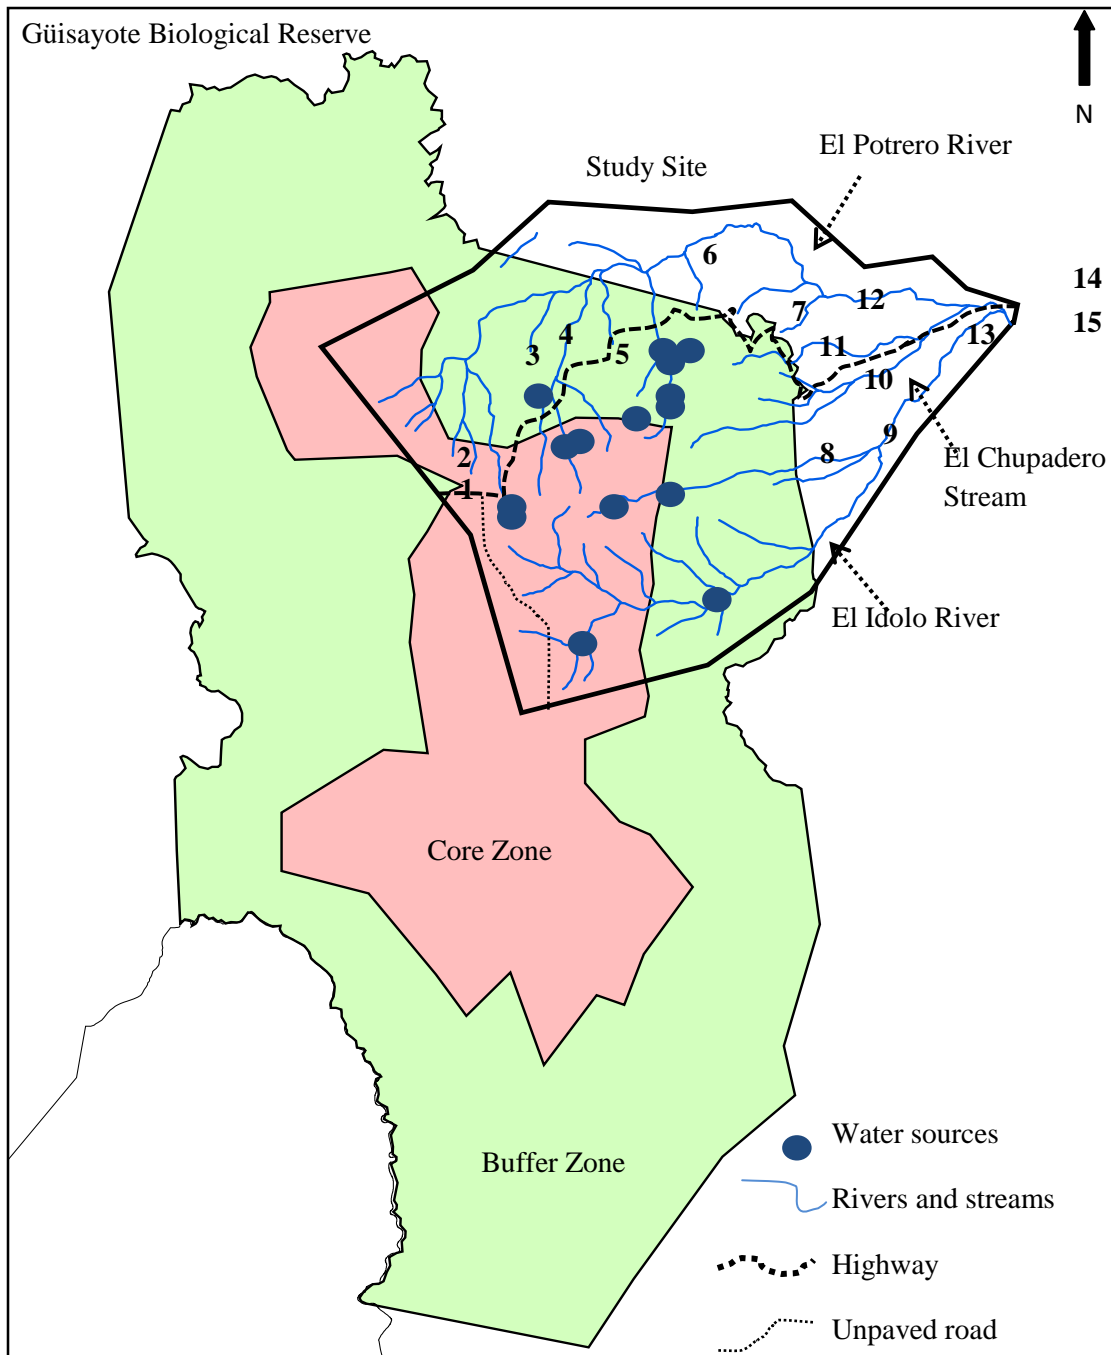 Güisayote Biological Reserve
N
El Potrero River
Study Site
6
14
12
7
15
4
13
3
5
11
10
9
2
8
El Chupadero
Stream
1
El Idolo River
Core Zone
Water sources
Buffer Zone
Rivers and streams
Highway
Unpaved road